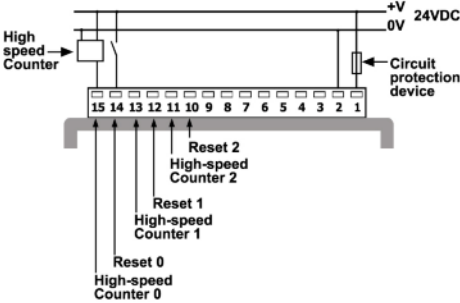 +V
24VDC
0V
High
speed
Counter
Circuit
protection
device
15 14 13 12 11 10 9 8 7 6 5 4 3 2 1
Reset 2
High-speed
Counter 2
Reset 1
High-speed
Counter 1
Reset 0
High-speed
Counter 0